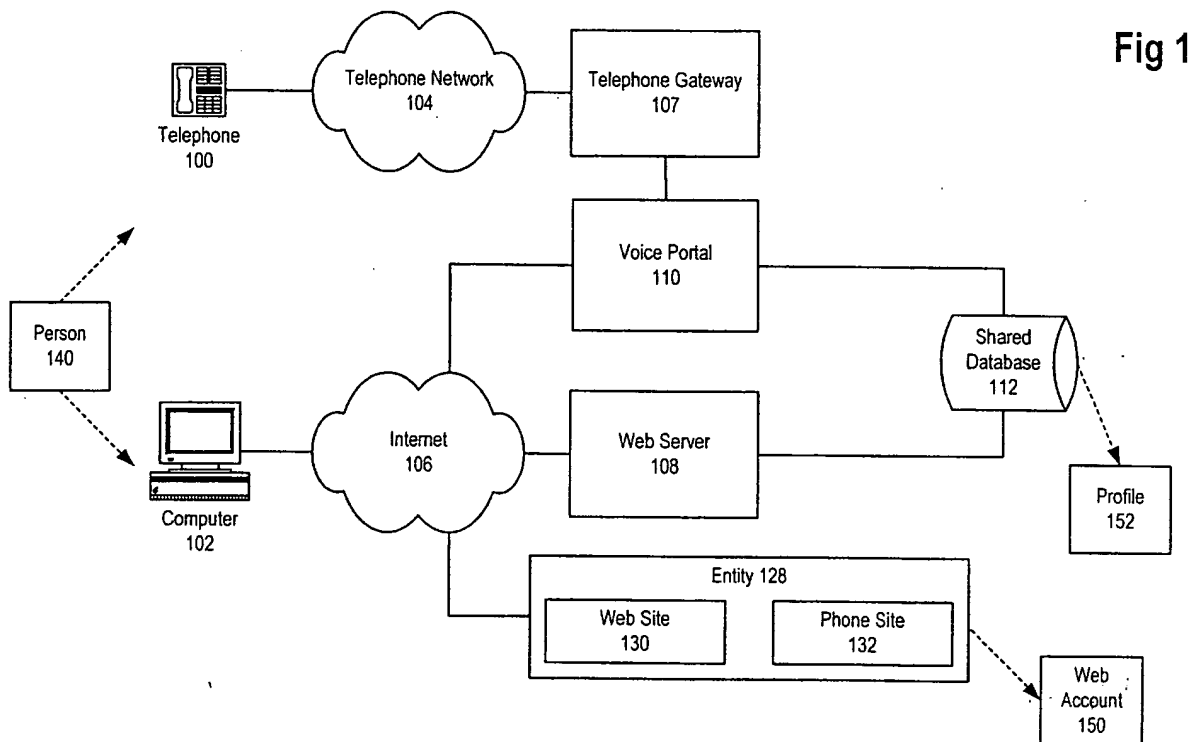 Fig 1
Telephone Network
104
Telephone Gateway
107
Telephone
100
Voice Portal
110
Person
140
Shared
Database
112
Internet
106
Web Server
108
Computer
102
Profile
152
Entity 128
Web Site
130
Phone Site
132
Web
Account
150